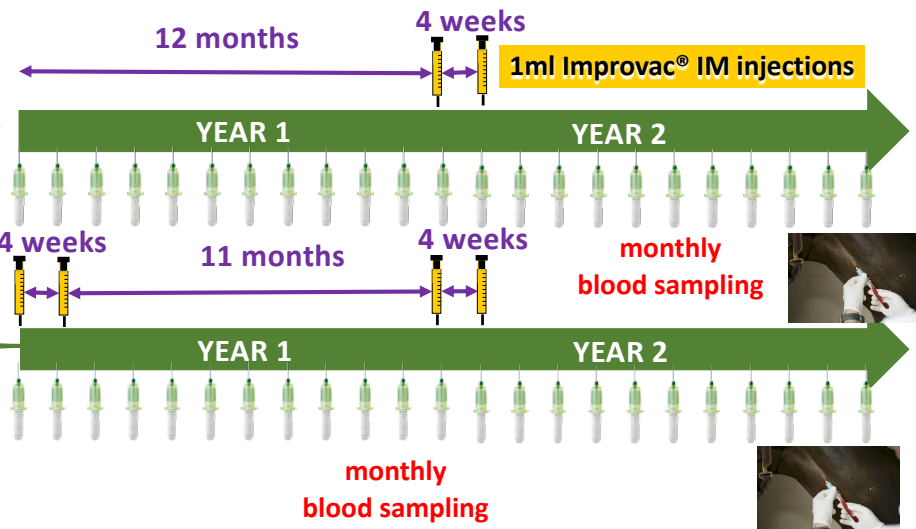 4 weeks
12 months
1ml Improvac® IM injections
YEAR 1
YEAR 2
4 weeks
4 weeks
11 months
monthly
blood sampling
YEAR 1
YEAR 2
monthly
blood sampling